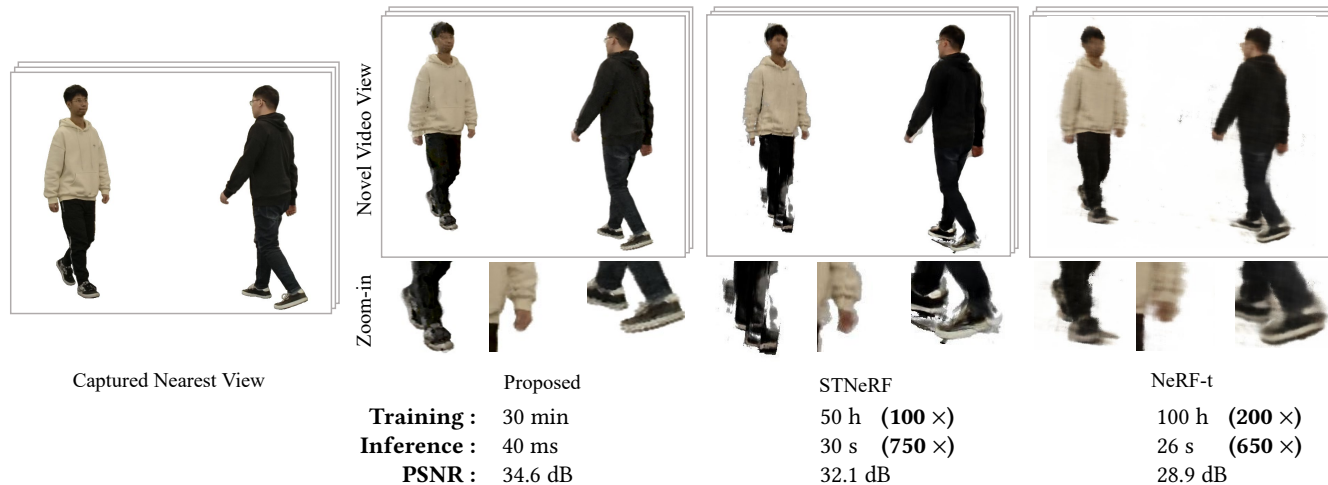 Novel Video View
Zoom-in
Captured Nearest View
Proposed
STNeRF
NeRF-t
Training : 30 min 50 h (100 ×) 100 h (200 ×)
Inference : 40 ms 30 s (750 ×) 26 s (650 ×)
PSNR : 34.6 dB 32.1 dB 28.9 dB